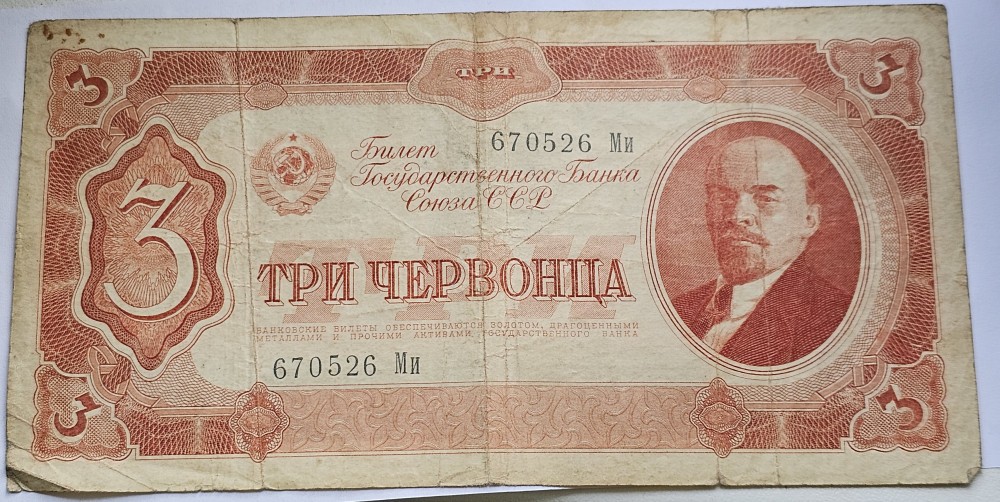 ТРИ
3
3
Билет
670526 Ми
Государственного Банка
Союза ССР
3
ТРИ
ТРИ ЧЕРВОНЦА
БАНКОВСКИЕ БИЛЕТЫ ОБЕСПЕЧИВАЮТСЯ ЗОЛОТОМ, ДРАГОЦЕННЫМИ
МЕТАЛЛАМИ И ПРОЧИМИ АКТИВАМИ ГОСУДАРСТВЕННОГО БАНКА
670526 Ми
3
3